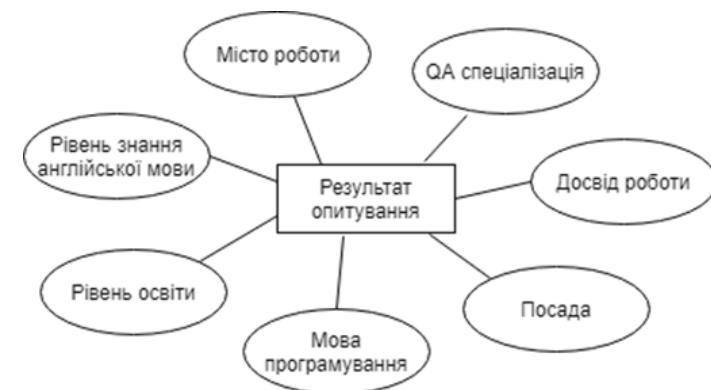 Місто роботи
QA спеціалізація
Рівень знання
англійської мови
Результат
опитування
Досвід роботи
Рівень освіти
Посада
Мова
програмування